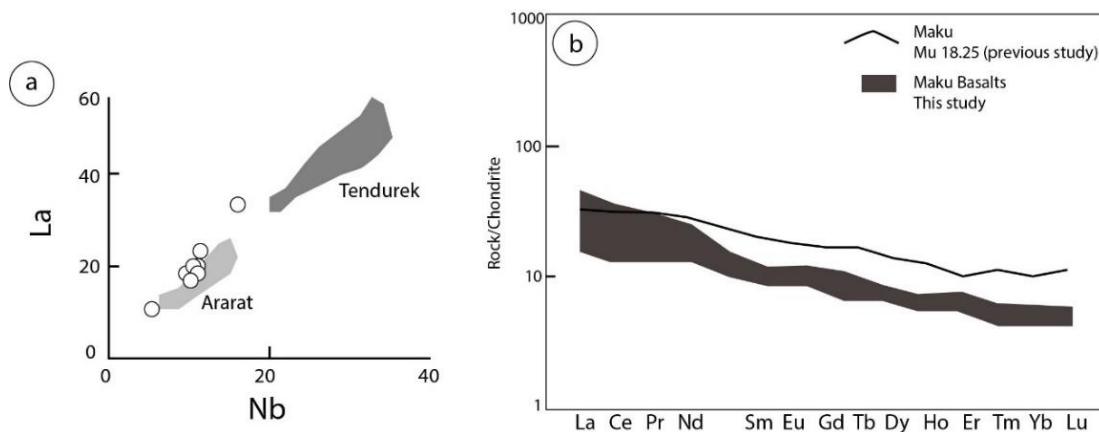 a
60
40
20
0
La
Tendurek
Ararat
0
20
40
Nb
b
1000
100
10
1
Rock/Chondrite
Maku
Mu 18.25 (previous study)
Maku Basalts
This study
La Ce Pr Nd Sm Eu Gd Tb Dy Ho Er Tm Yb Lu